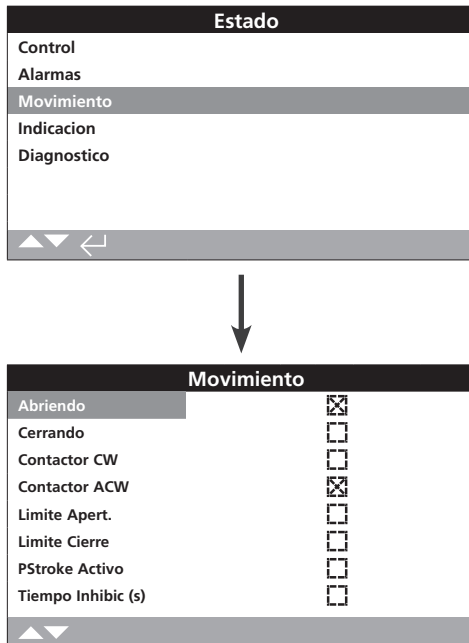 Estado
Control
Alarmas
Movimiento
Indicacion
Diagnostico
Movimiento
Abriendo
Cerrando
Contactor CW
Contactor ACW
Limite Apert.
Limite Cierre
PStroke Activo
Tiempo Inhibic (s)